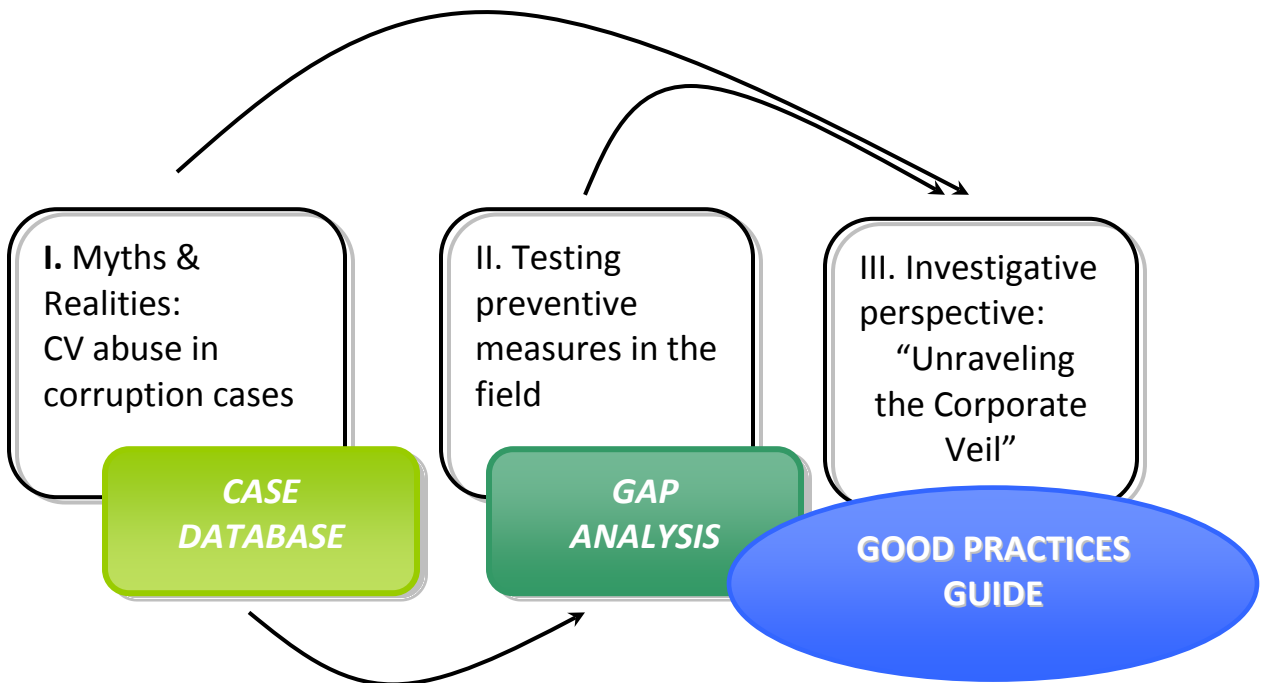 I. Myths &
Realities:
CV abuse in
corruption cases
CASE
DATABASE
II. Testing
preventive
measures in the
field
GAP
ANALYSIS
III. Investigative
perspective:
“Unraveling
the Corporate
Veil”
GOOD PRACTICES
GUIDE